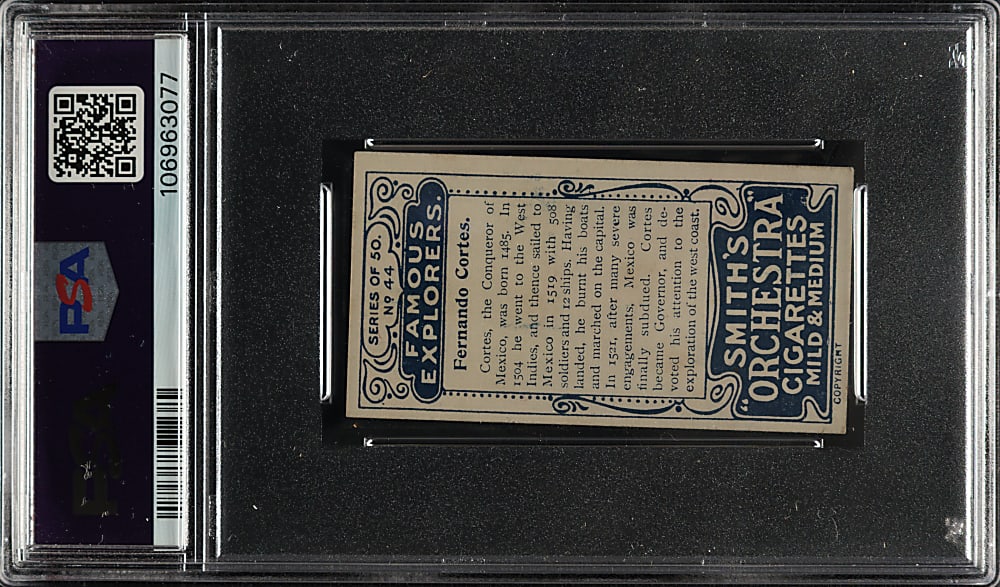 106963077
PSA
SERIES OF 50.
Nº 44
FAMOUS
EXPLORERS.
Fernando Cortes.
Cortes, the Conqueror of
Mexico, was born 1485. In
1504 he went to the West
Indies, and thence sailed to
Mexico in 1519 with 508
soldiers and 12 ships. Having
landed, he burnt his boats
and marched on the capital.
In 1521, after many severe
engagements, Mexico was
finally subdued. Cortes
became Governor, and de-
voted his attention to the
exploration of the west coast.
SMITH'S
"ORCHESTRA"
CIGARETTES
MILD & MEDIUM
COPYRIGHT